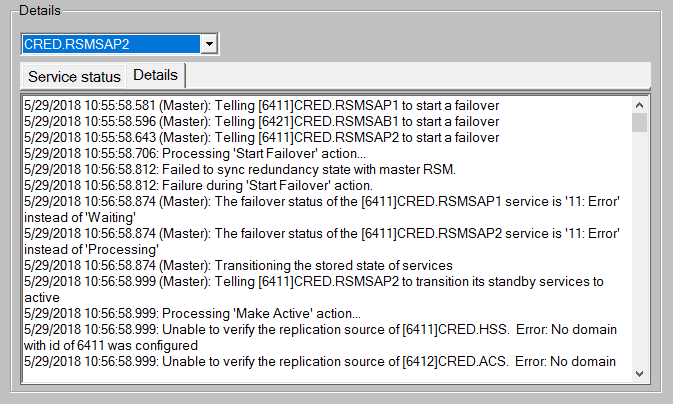 Details
CRED.RSMSAP2
Service status Details
5/29/2018 10:55:58.581 (Master): Telling [6411]CRED.RSMSAP1 to start a failover
5/29/2018 10:55:58.596 (Master): Telling [6421]CRED.RSMSAB1 to start a failover
5/29/2018 10:55:58.643 (Master): Telling [6411]CRED.RSMSAP2 to start a failover
5/29/2018 10:55:58.706: Processing 'Start Failover' action...
5/29/2018 10:56:58.812: Failed to sync redundancy state with master RSM.
5/29/2018 10:56:58.812: Failure during 'Start Failover' action.
5/29/2018 10:56:58.874 (Master): The failover status of the [6411]CRED.RSMSAP1 service is '11: Error'
instead of 'Waiting'
5/29/2018 10:56:58.874 (Master): The failover status of the [6411]CRED.RSMSAP2 service is '11: Error'
instead of 'Processing'
5/29/2018 10:56:58.874 (Master): Transitioning the stored state of services
5/29/2018 10:56:58.999 (Master): Telling [6411]CRED.RSMSAP2 to transition its standby services to
active
5/29/2018 10:56:58.999: Processing 'Make Active' action...
5/29/2018 10:56:58.999: Unable to verify the replication source of [6411]CRED.HSS.  Error: No domain
with id of 6411 was configured
5/29/2018 10:56:58.999: Unable to verify the replication source of [6412]CRED.ACS.  Error: No domain